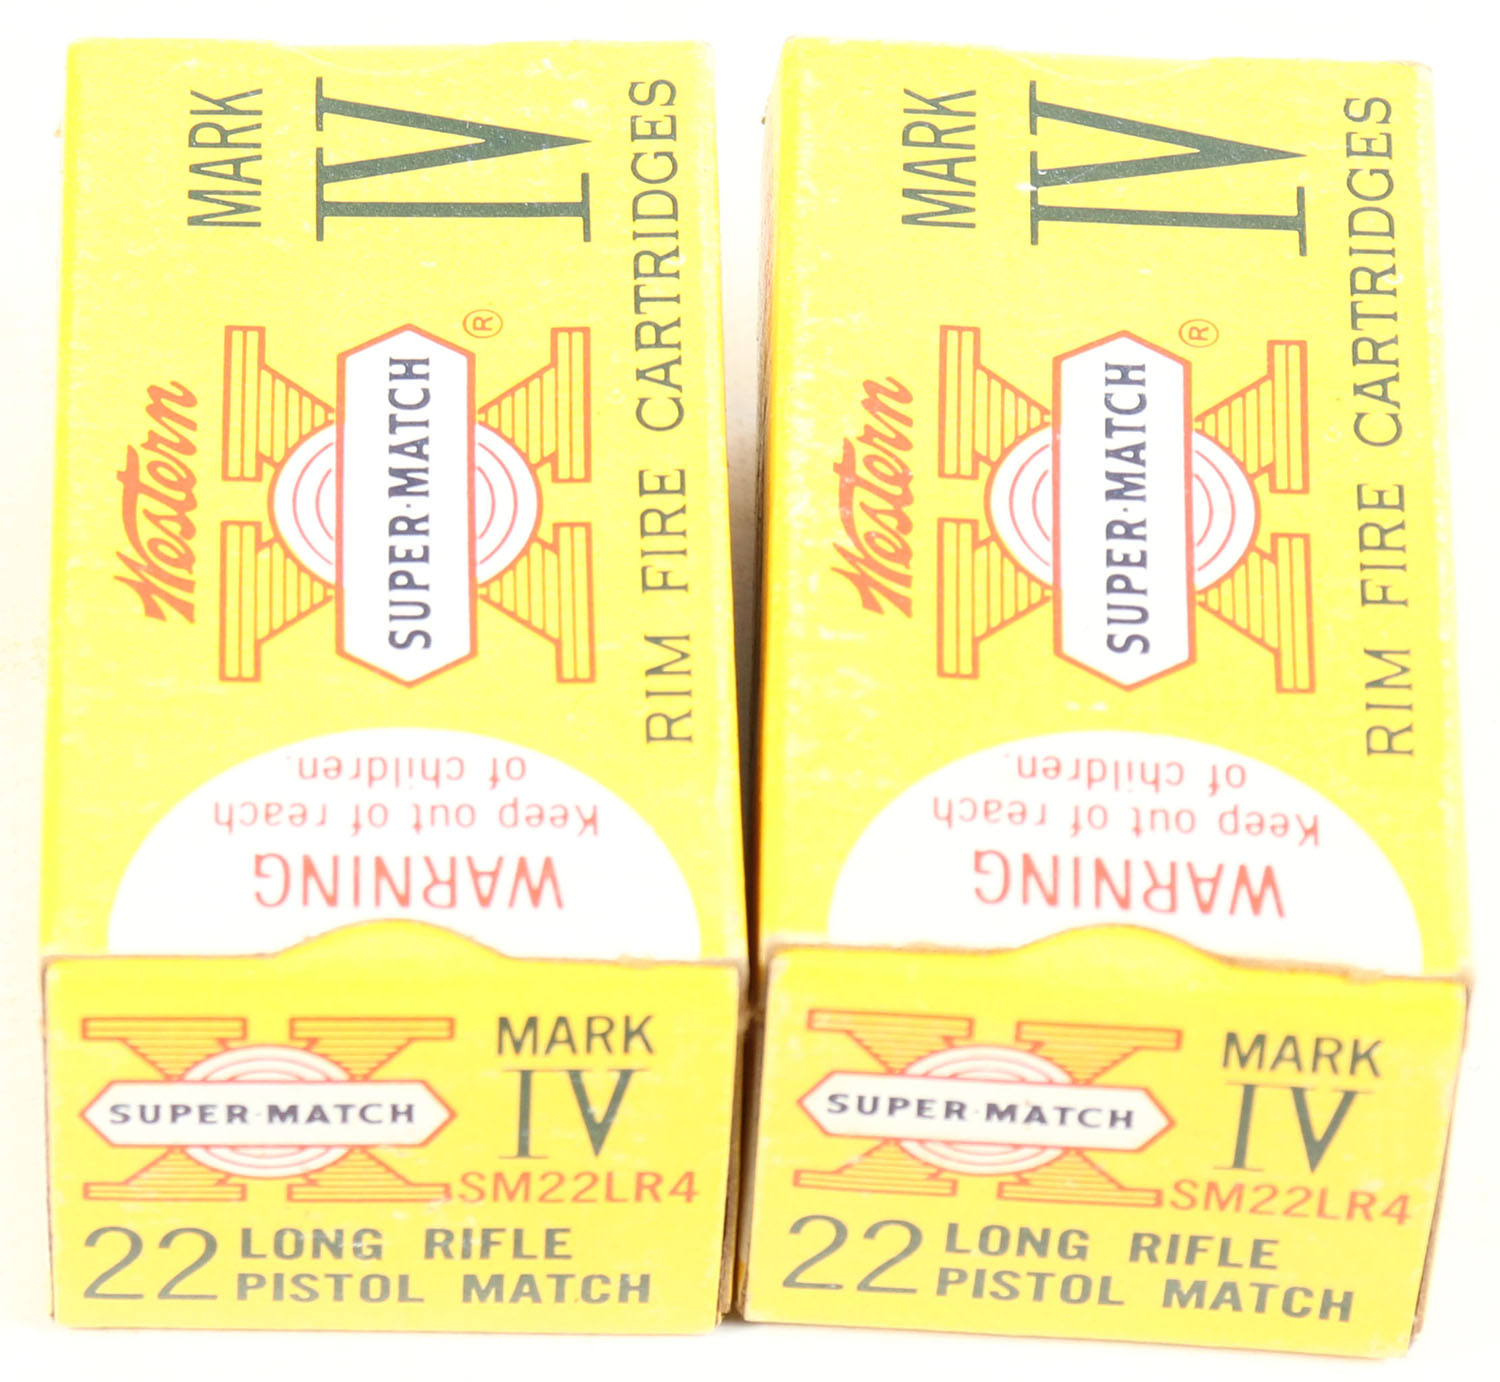 Western
MARK
IV
SUPER·MATCH
®
RIM FIRE CARTRIDGES
WARNING
Keep out of reach
of children.
SUPER·MATCH
MARK
IV
SM22LR4
22 LONG RIFLE
PISTOL MATCH
Western
MARK
IV
SUPER·MATCH
®
RIM FIRE CARTRIDGES
WARNING
Keep out of reach
of children.
SUPER·MATCH
MARK
IV
SM22LR4
22 LONG RIFLE
PISTOL MATCH